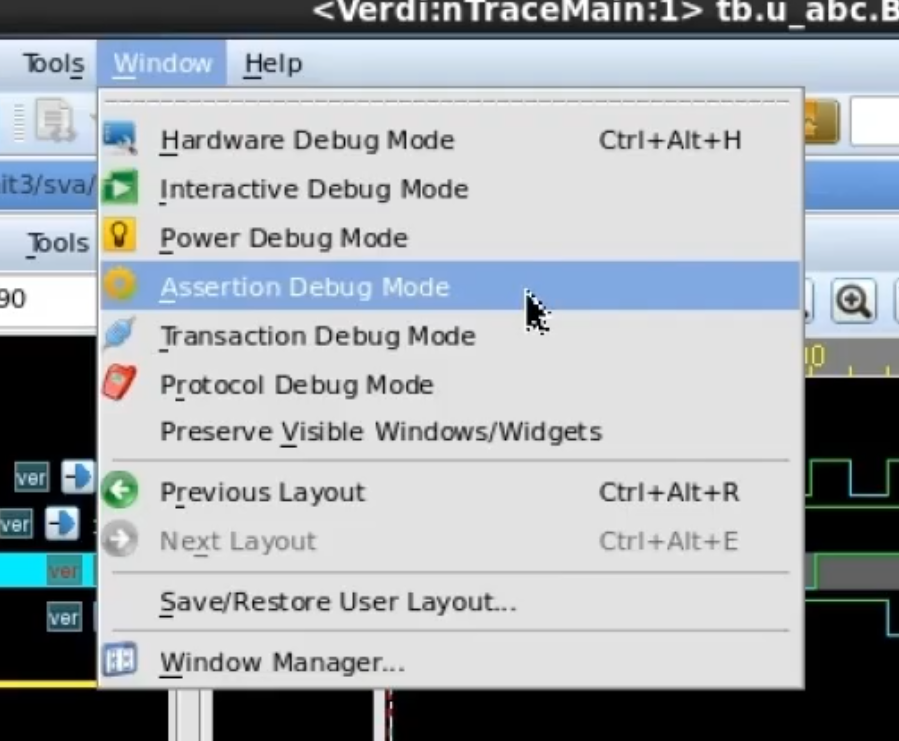 <Verdi:nTraceMain:1> tb.u_abc.B
Tools Window Help
Hardware Debug Mode Ctrl+Alt+H
Interactive Debug Mode
it3/sva/
Power Debug Mode
Tools
Assertion Debug Mode
90
Transaction Debug Mode
Protocol Debug Mode
Preserve Visible Windows/Widgets
ver
Previous Layout Ctrl+Alt+R
ver
Next Layout Ctrl+Alt+E
ver
Save/Restore User Layout...
ver
Window Manager...